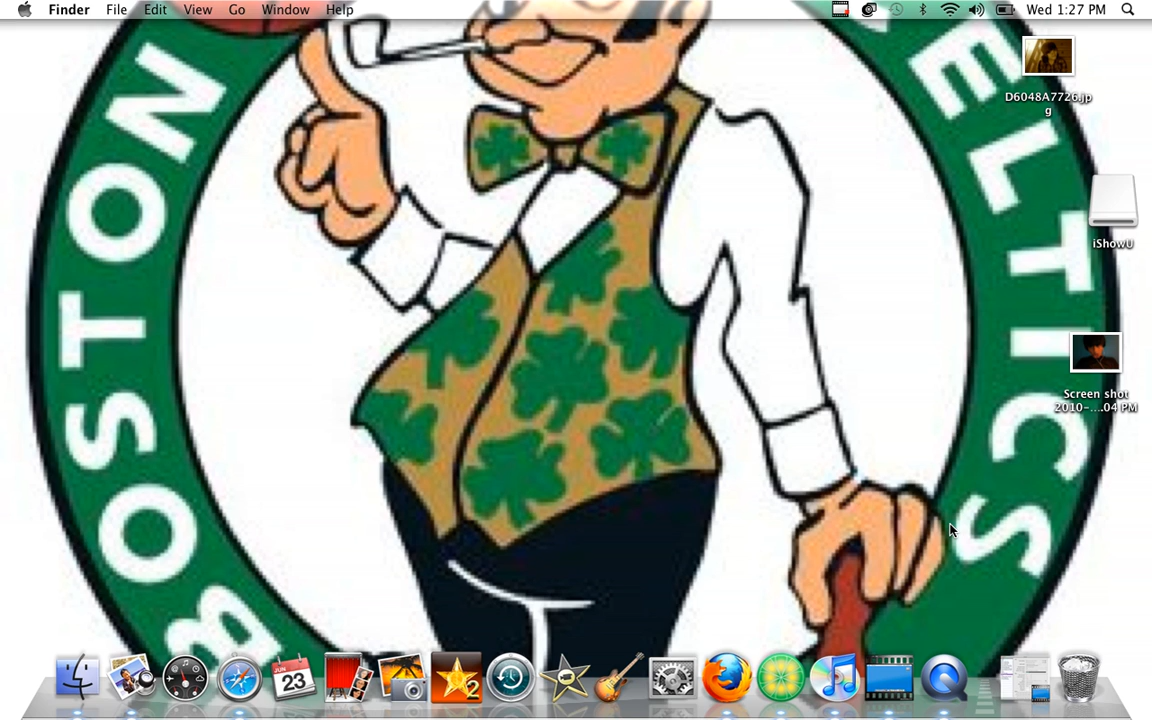 Finder File Edit View Go Window Help Wed 1:27 PM
D6048A7726.jp
g
iShowU
Screen shot
2010-....04 PM
BOSTON
CELTICS
JUN
23
2